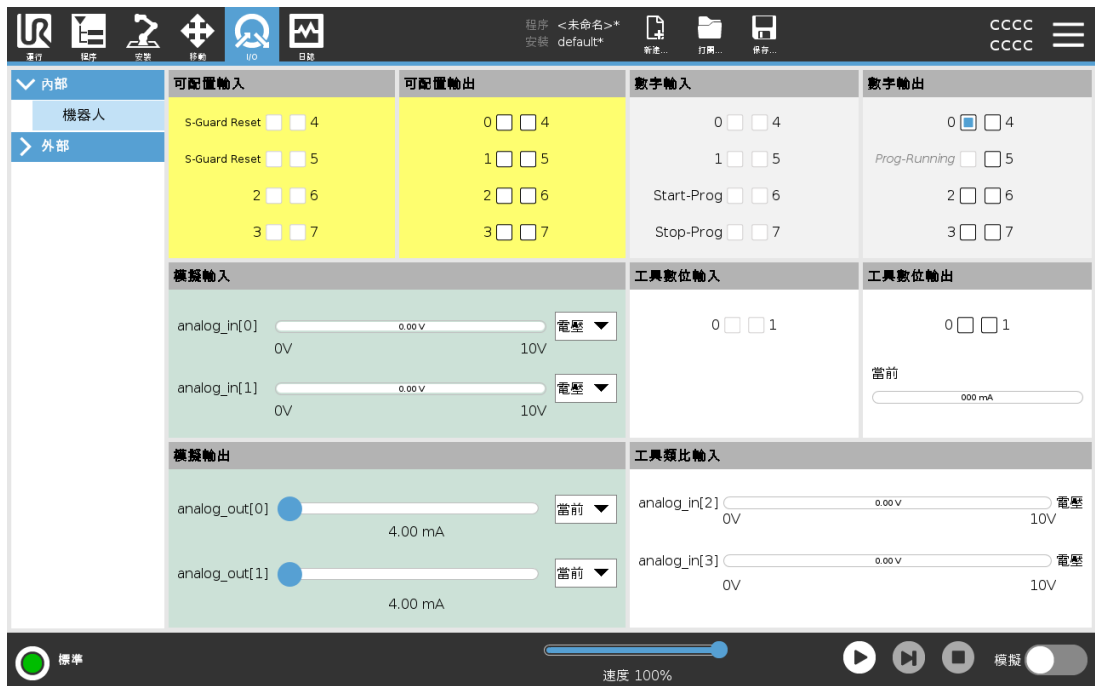 程序 <未命名>*
安裝 default*
CCCC
CCCC
運行
程序
安裝
移動
I/O
日誌
新建...
打開...
保存...
內部
機器人
外部
可配置輸入
S-Guard Reset 4
S-Guard Reset 5
2 6
3 7
可配置輸出
0 4
1 5
2 6
3 7
數字輸入
0 4
1 5
Start-Prog 6
Stop-Prog 7
數字輸出
0 4
Prog-Running 5
2 6
3 7
模擬輸入
analog_in[0] 0.00 V 電壓
0V 10V
analog_in[1] 0.00 V 電壓
0V 10V
工具數位輸入
0 1
工具數位輸出
0 1
當前
000 mA
模擬輸出
analog_out[0] 當前
4.00 mA
analog_out[1] 當前
4.00 mA
工具類比輸入
analog_in[2] 0.00 V 電壓
0V 10V
analog_in[3] 0.00 V 電壓
0V 10V
標準
速度 100%
模擬